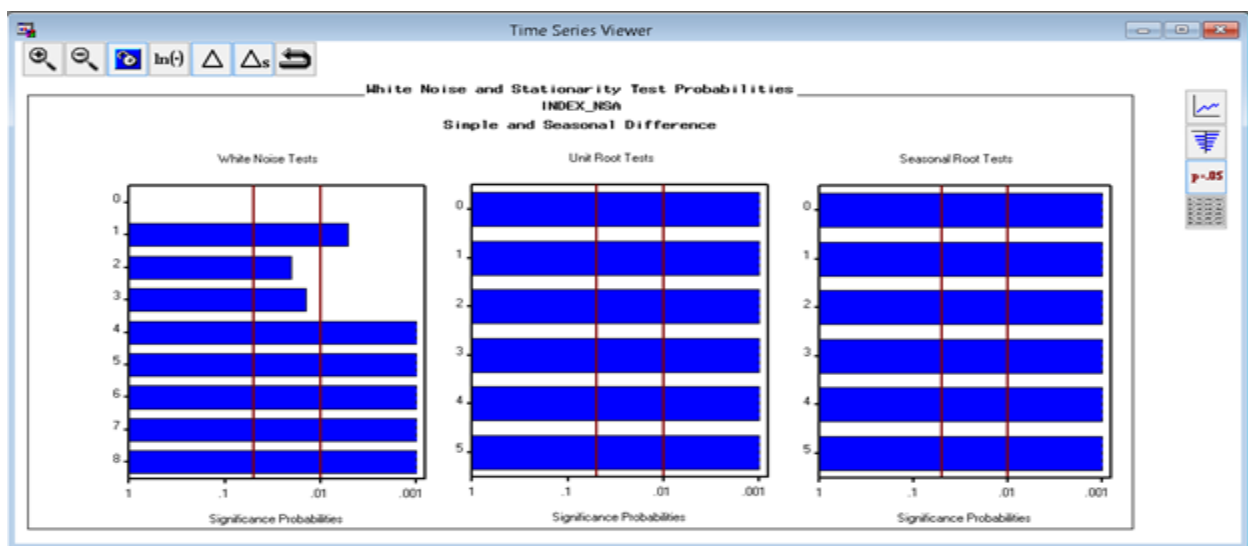 Time Series Viewer
ln(·) Δ Δs
White Noise and Stationarity Test Probabilities
INDEX_NSA
Simple and Seasonal Difference
p=.05
White Noise Tests
0
1
2
3
4
5
6
7
8
1 .1 .01 .001
Significance Probabilities
Unit Root Tests
0
1
2
3
4
5
1 .1 .01 .001
Significance Probabilities
Seasonal Root Tests
0
1
2
3
4
5
1 .1 .01 .001
Significance Probabilities